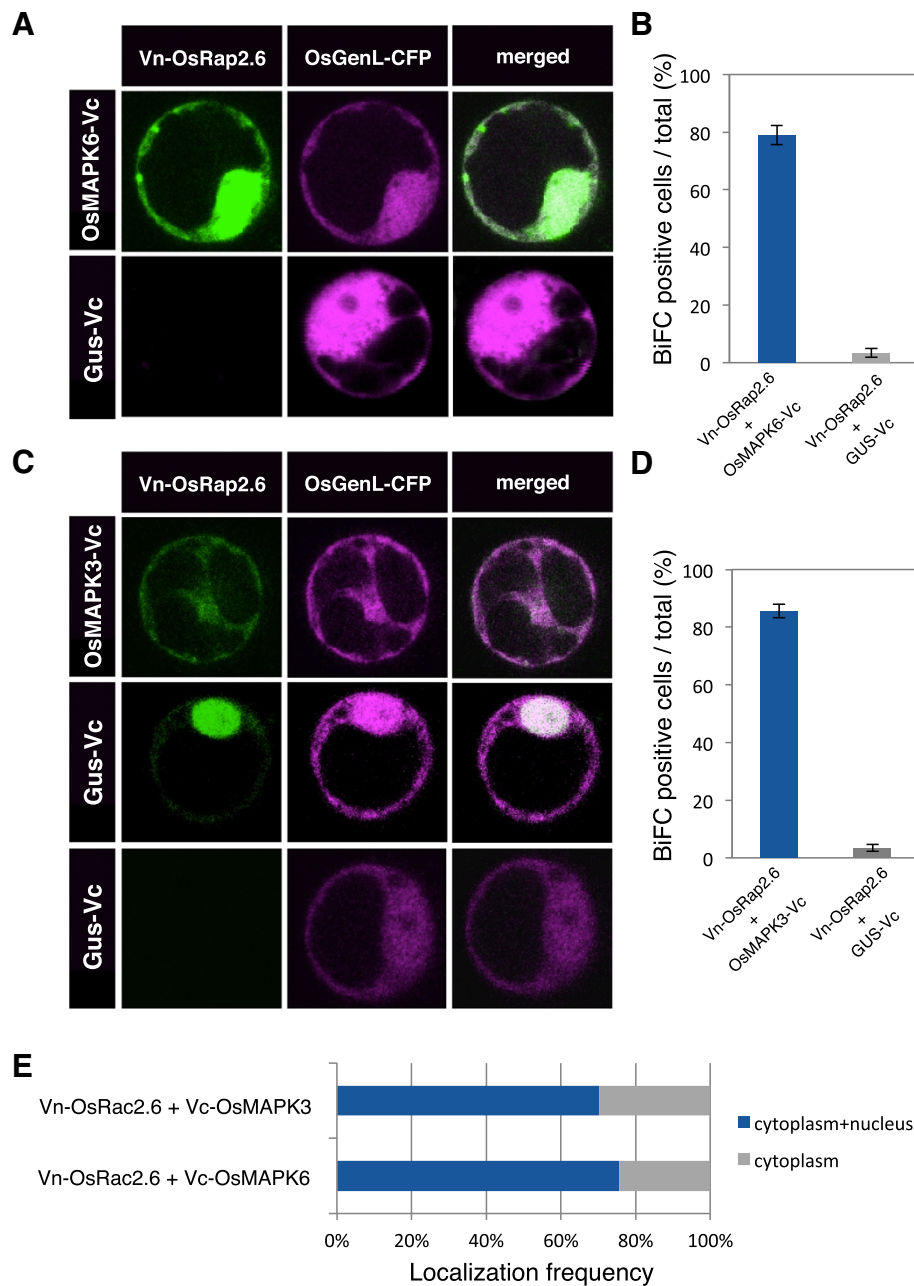 A
Vn-OsRap2.6 OsGenL-CFP merged
OsMAPK6-Vc
Gus-Vc
B
BiFC positive cells / total (%)
100
80
60
40
20
0
Vn-OsRap2.6
+
OsMAPK6-Vc
Vn-OsRap2.6
+
GUS-Vc
C
Vn-OsRap2.6 OsGenL-CFP merged
OsMAPK3-Vc
Gus-Vc
Gus-Vc
D
BiFC positive cells / total (%)
100
80
60
40
20
0
Vn-OsRap2.6
+
OsMAPK3-Vc
Vn-OsRap2.6
+
GUS-Vc
E
Vn-OsRac2.6 + Vc-OsMAPK3
Vn-OsRac2.6 + Vc-OsMAPK6
cytoplasm+nucleus
cytoplasm
0% 20% 40% 60% 80% 100%
Localization frequency